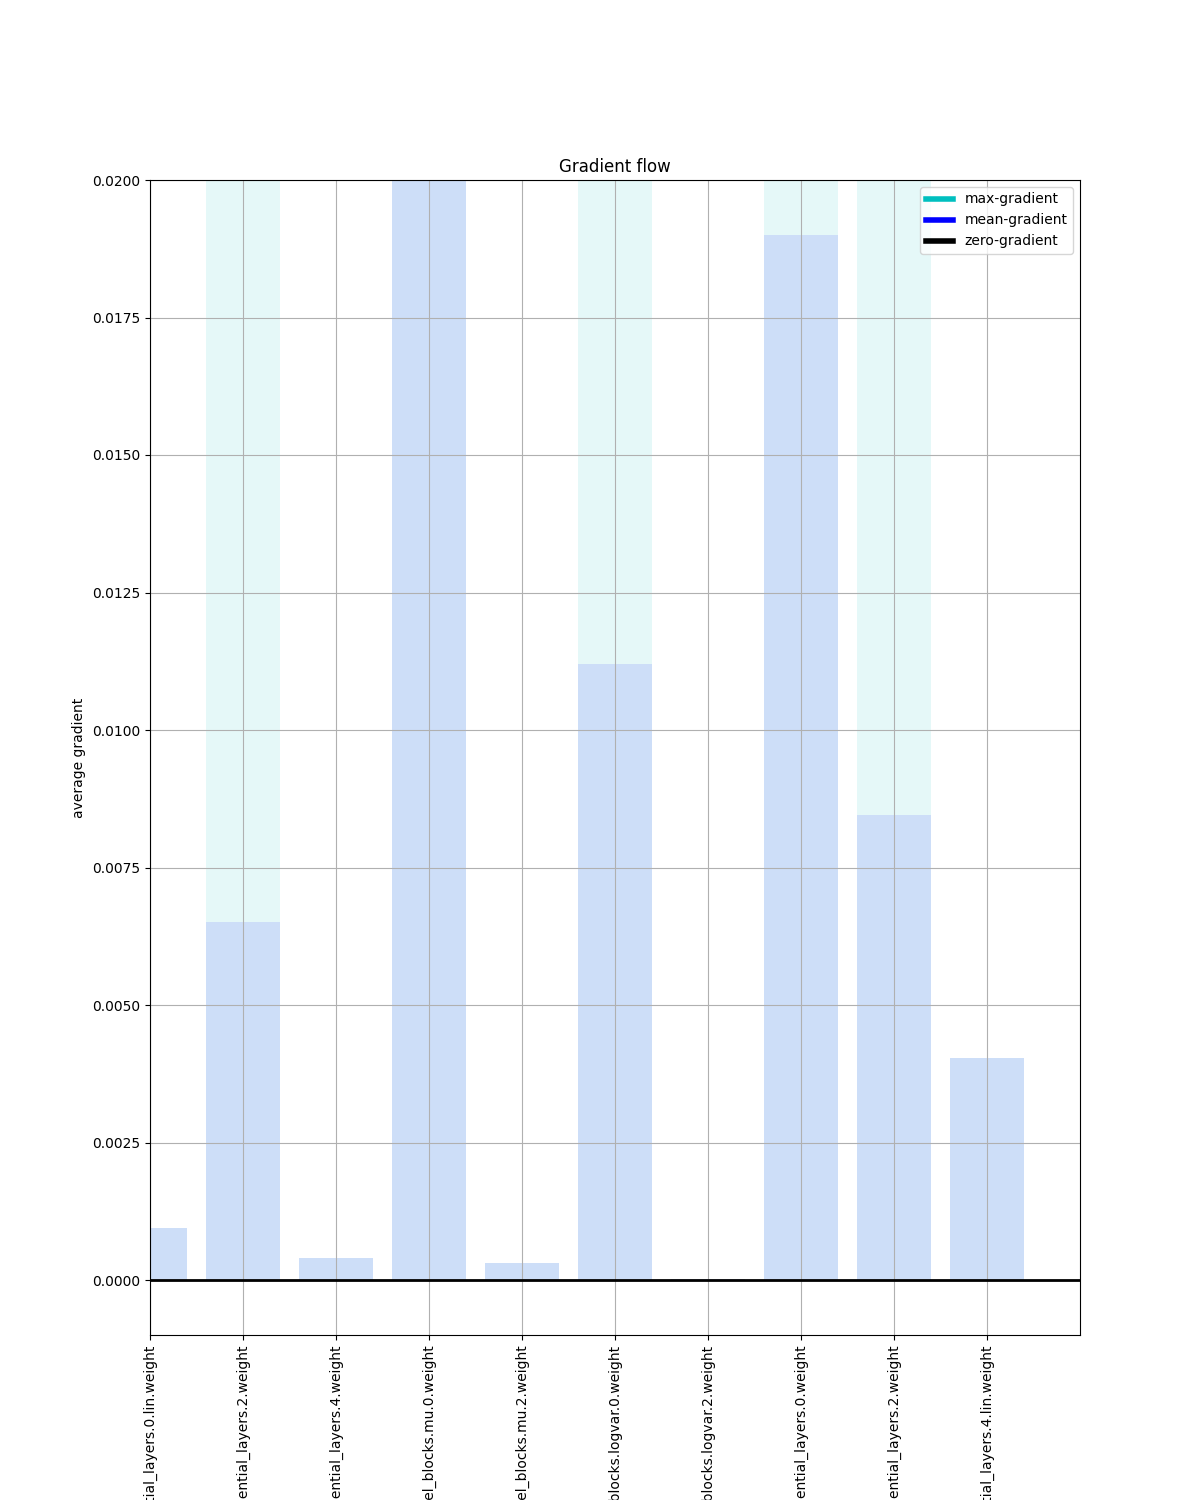 Gradient flow
max-gradient
mean-gradient
zero-gradient
0.0200
0.0175
0.0150
0.0125
0.0100
0.0075
0.0050
0.0025
0.0000
average gradient
tial_layers.0.lin.weight
ential_layers.2.weight
ential_layers.4.weight
el_blocks.mu.0.weight
el_blocks.mu.2.weight
blocks.logvar.0.weight
blocks.logvar.2.weight
ential_layers.0.weight
ential_layers.2.weight
tial_layers.4.lin.weight